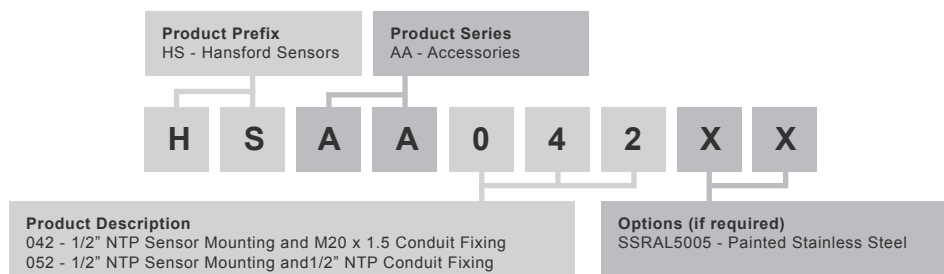 Product Prefix
HS - Hansford Sensors
Product Series
AA - Accessories
H S A A 0 4 2 X X
Product Description
042 - 1/2” NTP Sensor Mounting and M20 x 1.5 Conduit Fixing
052 - 1/2” NTP Sensor Mounting and1/2” NTP Conduit Fixing
Options (if required)
SSRAL5005 - Painted Stainless Steel